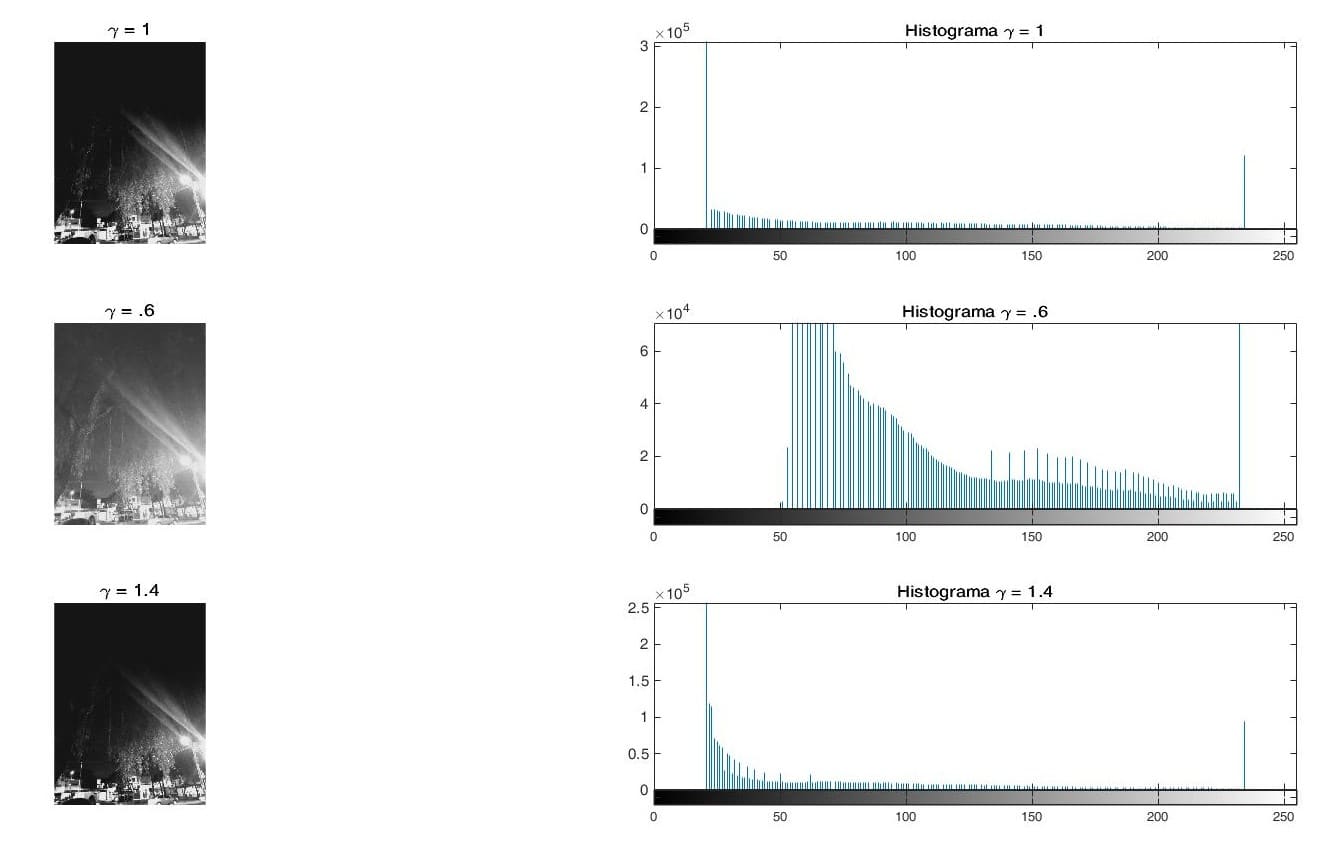 γ = 1
Histograma γ = 1
×10^5
3
2
1
0
0 50 100 150 200 250
γ = .6
Histograma γ = .6
×10^4
6
4
2
0
0 50 100 150 200 250
γ = 1.4
Histograma γ = 1.4
×10^5
2.5
2
1.5
1
0.5
0
0 50 100 150 200 250